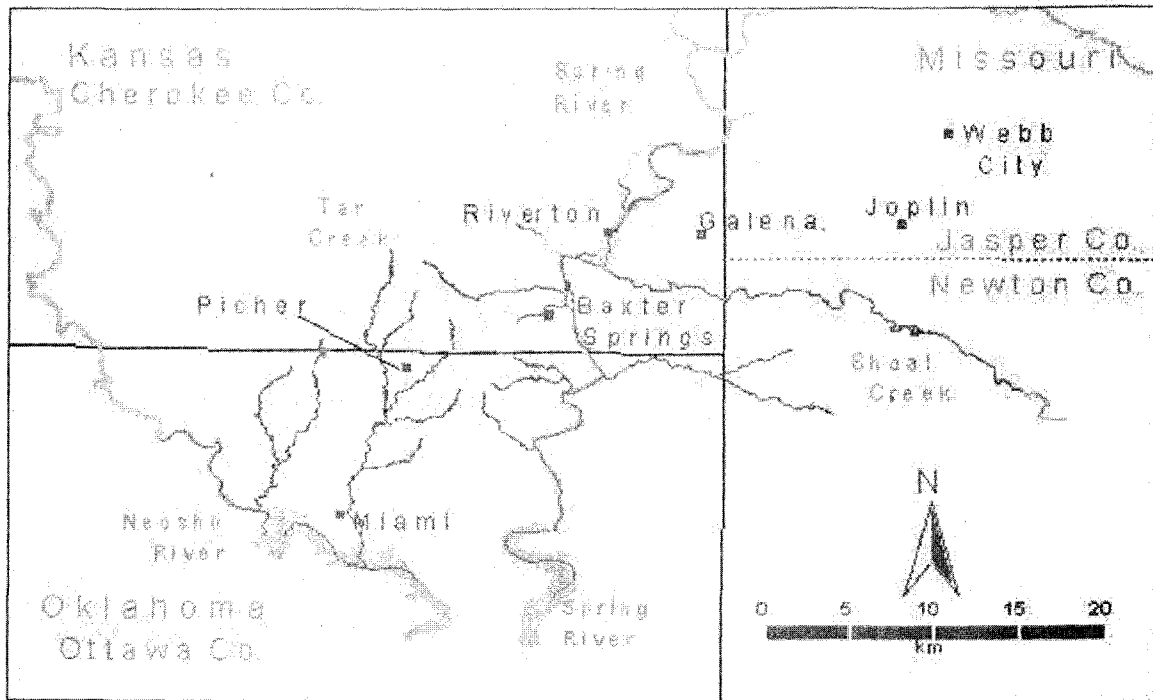 Kansas
Cherokee Co.
Spring
River
Missouri
Webb
City
Tar
Creek
Riverton
Galena
Joplin
Jasper Co.
Newton Co.
Picher
Baxter
Springs
Shoal
Creek
N
Neosho
River
Miami
Oklahoma
Ottawa Co.
Spring
River
0 5 10 15 20
km